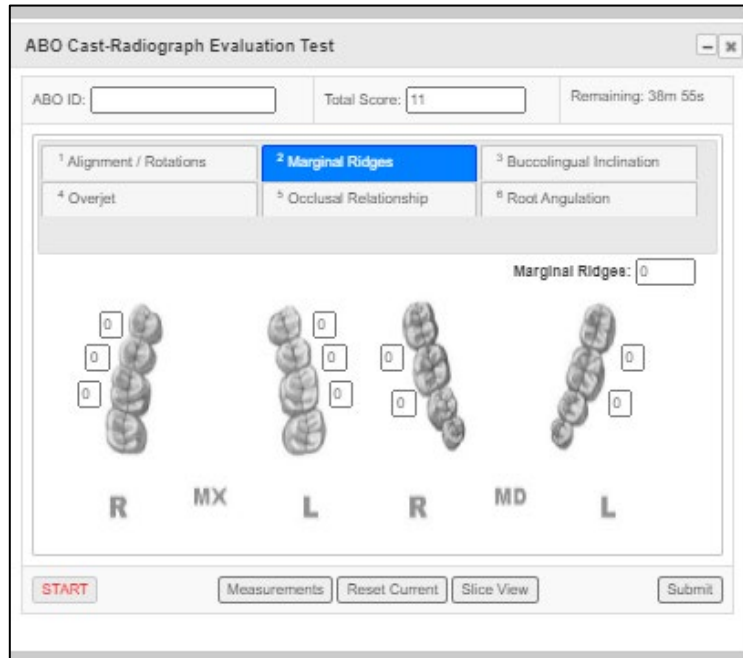 ABO Cast-Radiograph Evaluation Test
ABO ID: Total Score: 11 Remaining: 38m 55s
1 Alignment / Rotations 2 Marginal Ridges 3 Buccolingual Inclination
4 Overjet 5 Occlusal Relationship 6 Root Angulation
Marginal Ridges: 0
0 0
0 0 0 0
0 0 0 0
R MX L R MD L
START Measurements Reset Current Slice View Submit